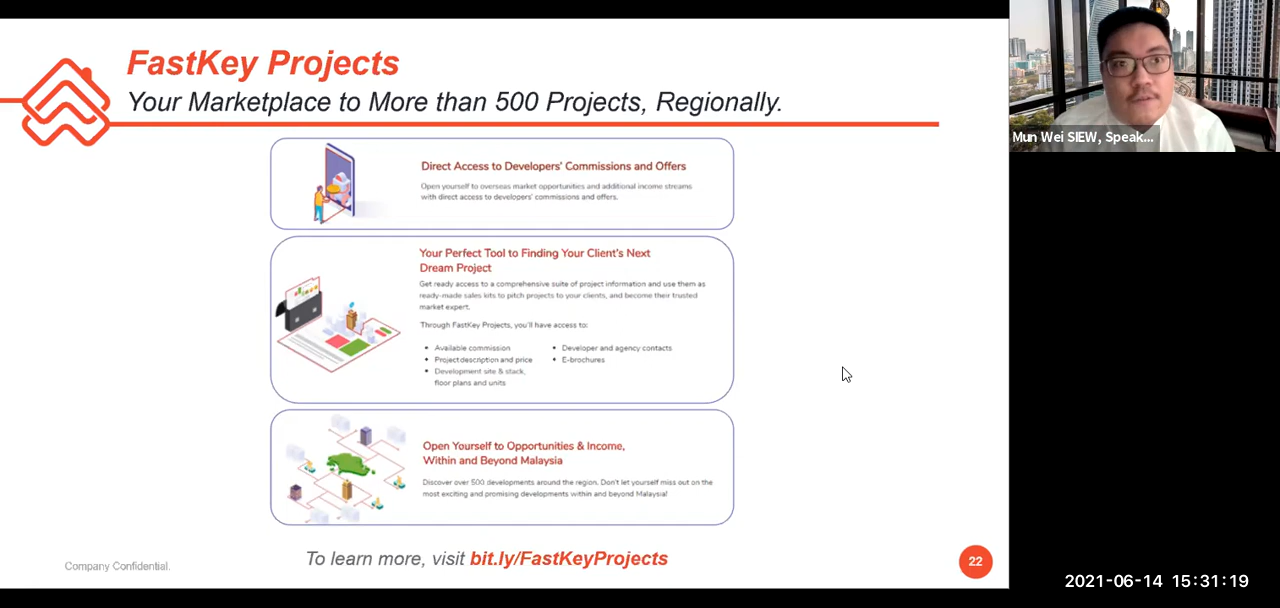 FastKey Projects
Your Marketplace to More than 500 Projects, Regionally.
Mun Wei SIEW, Speak...
Direct Access to Developers' Commissions and Offers
Open yourself to overseas market opportunities and additional income streams
with direct access to developers' commissions and offers.
Your Perfect Tool to Finding Your Client's Next
Dream Project
Get ready access to a comprehensive suite of project information and use them as
ready-made sales kits to pitch projects to your clients, and become their trusted
market expert.
Through FastKey Projects, you'll have access to:
• Available commission
• Project description and price
• Development site & stack,
floor plans and units
• Developer and agency contacts
• E-brochures
Open Yourself to Opportunities & Income,
Within and Beyond Malaysia
Discover over 500 developments around the region. Don't let yourself miss out on the
most exciting and promising developments within and beyond Malaysia!
To learn more, visit bit.ly/FastKeyProjects
Company Confidential.
22
2021-06-14 15:31:19